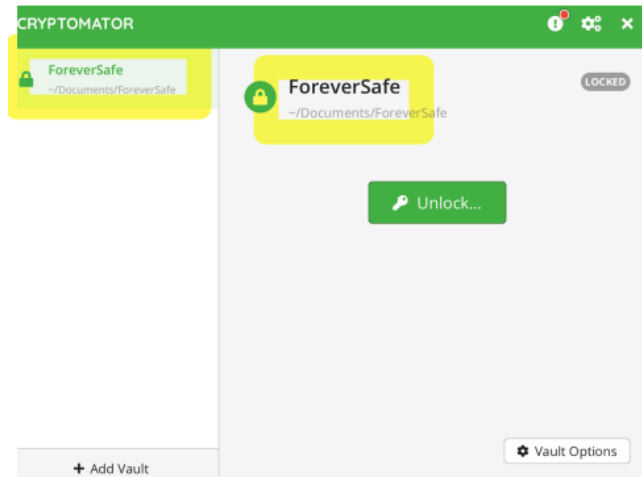 CRYPTOMATOR
ForeverSafe
~/Documents/ForeverSafe
ForeverSafe
~/Documents/ForeverSafe
LOCKED
Unlock...
Vault Options
Add Vault